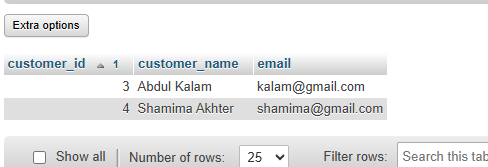 Extra options
customer_id 1 customer_name email
3 Abdul Kalam kalam@gmail.com
4 Shamima Akhter shamima@gmail.com
Show all Number of rows: 25 Filter rows: Search this tab